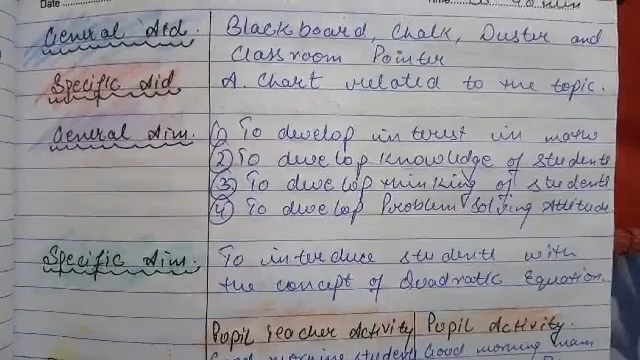 Date
General Aid. Blackboard, Chalk, Duster and
Classroom Pointer
Specific Aid A. Chart related to the topic.
General Aim. (1) To develop interest in maths
(2) To develop knowledge of students
(3) To develop thinking of students
(4) To develop Problem solving Attitude
Specific Aim. To interduce students with
the concept of Quadratic Equation.
Pupil Teacher Activity Pupil Activity.
Good morning students Good morning mam